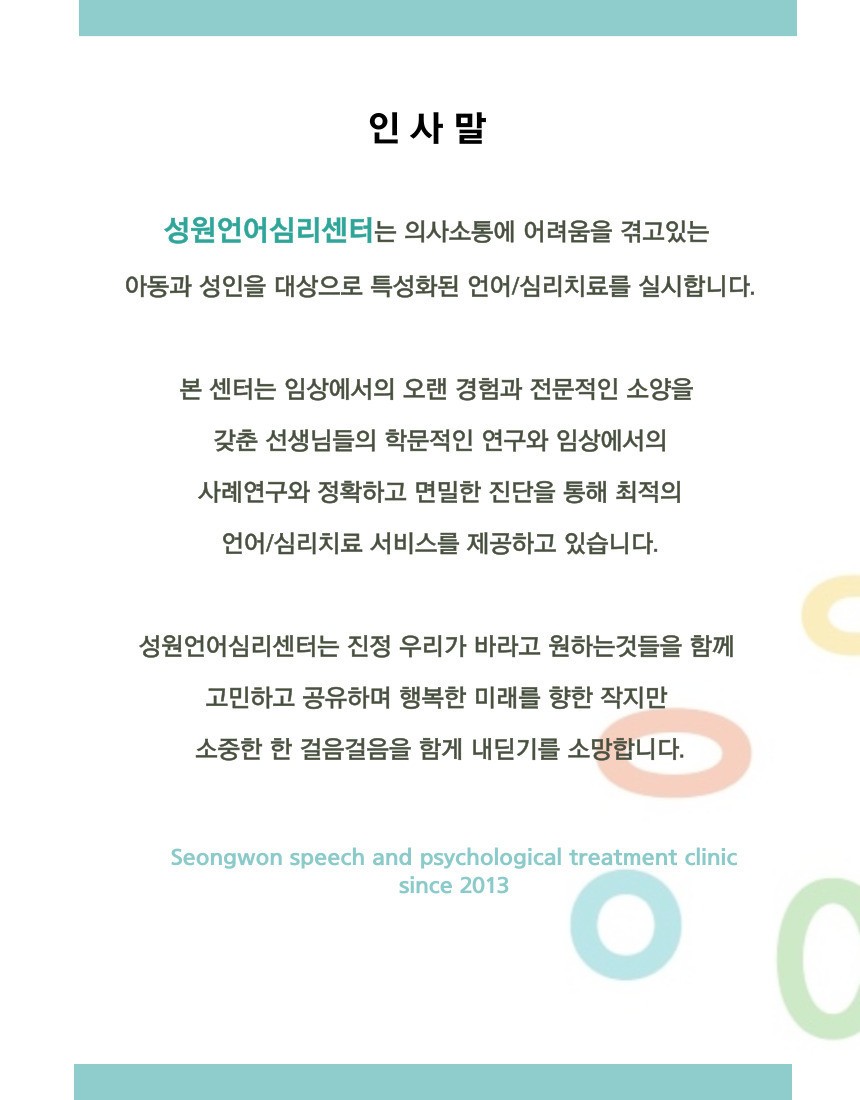 인 사 말
성원언어심리센터는 의사소통에 어려움을 겪고있는
아동과 성인을 대상으로 특성화된 언어/심리치료를 실시합니다.
본 센터는 임상에서의 오랜 경험과 전문적인 소양을
갖춘 선생님들의 학문적인 연구와 임상에서의
사례연구와 정확하고 면밀한 진단을 통해 최적의
언어/심리치료 서비스를 제공하고 있습니다.
성원언어심리센터는 진정 우리가 바라고 원하는것들을 함께
고민하고 공유하며 행복한 미래를 향한 작지만
소중한 한 걸음걸음을 함게 내딛기를 소망합니다.
Seongwon speech and psychological treatment clinic
since 2013